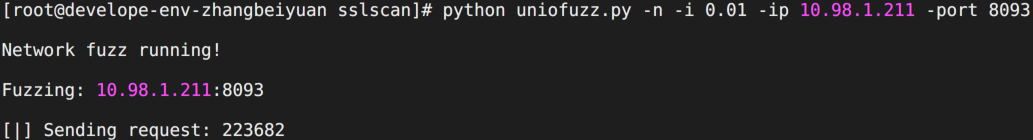 [root@develope-env-zhangbeiyuan sslscan]# python uniofuzz.py -n -i 0.01 -ip 10.98.1.211 -port 8093
Network fuzz running!
Fuzzing: 10.98.1.211:8093
[|] Sending request: 223682